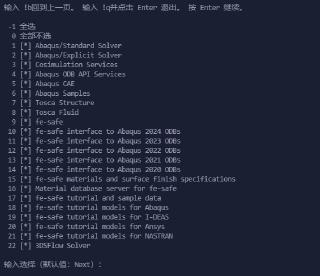 输入 !b回到上一页。 输入 !q并点击 Enter 退出。 按 Enter 继续。
-1 全选
0 全部不选
1 [*] Abaqus/Standard Solver
2 [*] Abaqus/Explicit Solver
3 [*] Cosimulation Services
4 [*] Abaqus ODB API Services
5 [*] Abaqus CAE
6 [*] Abaqus Samples
7 [*] Tosca Structure
8 [*] Tosca Fluid
9 [*] fe-safe
10 [*] fe-safe interface to Abaqus 2024 ODBs
11 [*] fe-safe interface to Abaqus 2023 ODBs
12 [*] fe-safe interface to Abaqus 2022 ODBs
13 [*] fe-safe interface to Abaqus 2021 ODBs
14 [*] fe-safe interface to Abaqus 2020 ODBs
15 [*] fe-safe materials and surface finish specifications
16 [*] Material database server for fe-safe
17 [*] fe-safe tutorial and sample data
18 [*] fe-safe tutorial models for Abaqus
19 [*] fe-safe tutorial models for I-DEAS
20 [*] fe-safe tutorial models for Ansys
21 [*] fe-safe tutorial models for NASTRAN
22 [*] 3DSFlow Solver
输入选择（默认值: Next）: